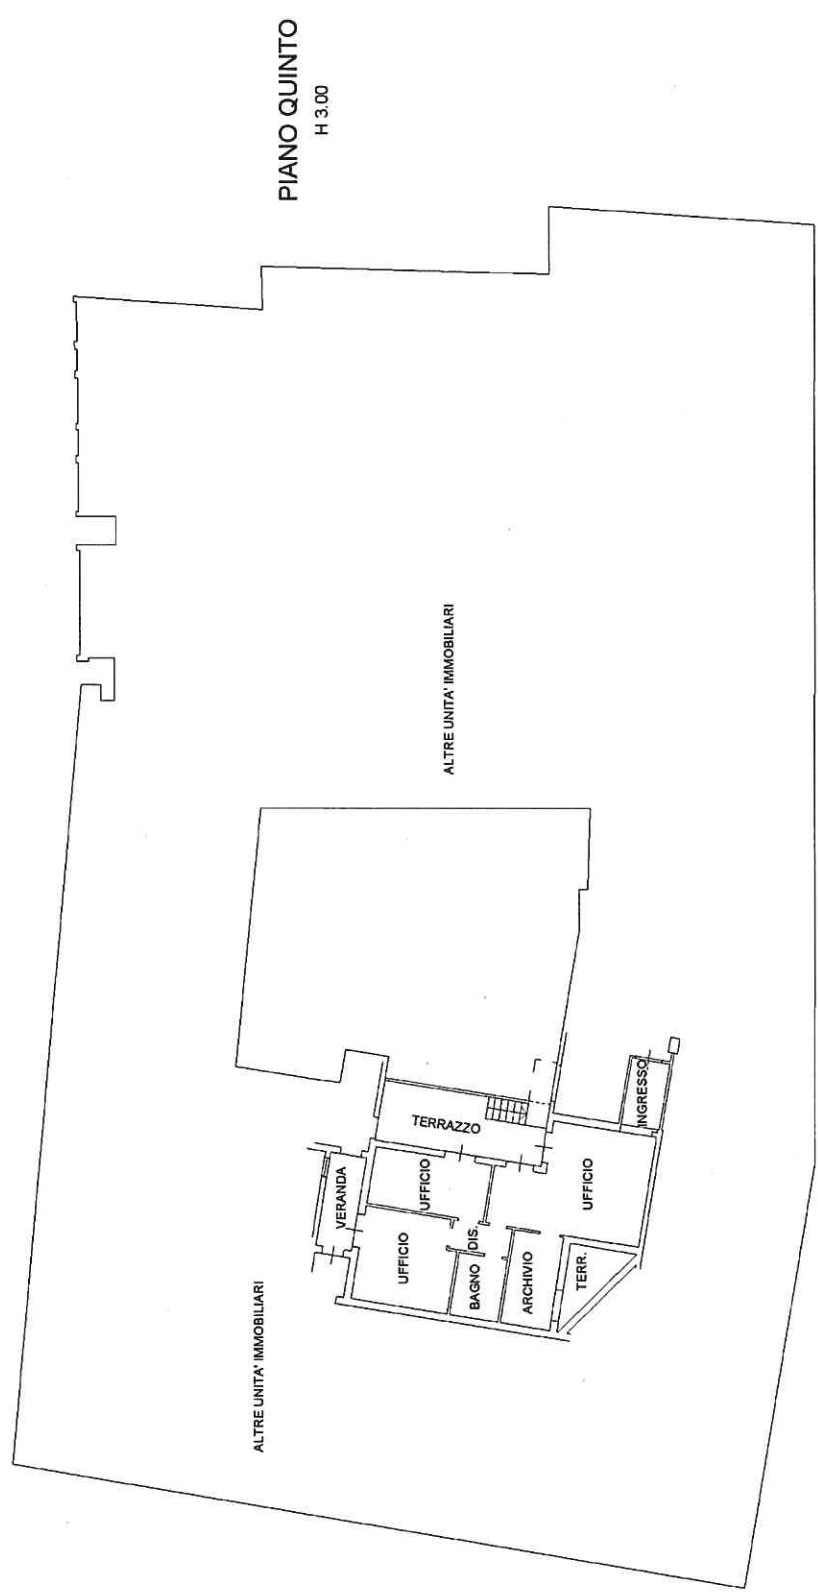 PIANO QUINTO
H 3.00
ALTRE UNITA' IMMOBILIARI
ALTRE UNITA' IMMOBILIARI
VERANDA
UFFICIO
UFFICIO
TERRAZZO
DIS.
BAGNO
ARCHIVIO
UFFICIO
TERR.
INGRESSO